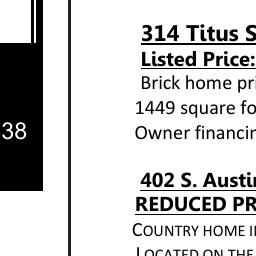 314 Titus S
Listed Price:
Brick home pri
1449 square fo
38
Owner financin
402 S. Austi
REDUCED PR
COUNTRY HOME I
LOCATED ON THE